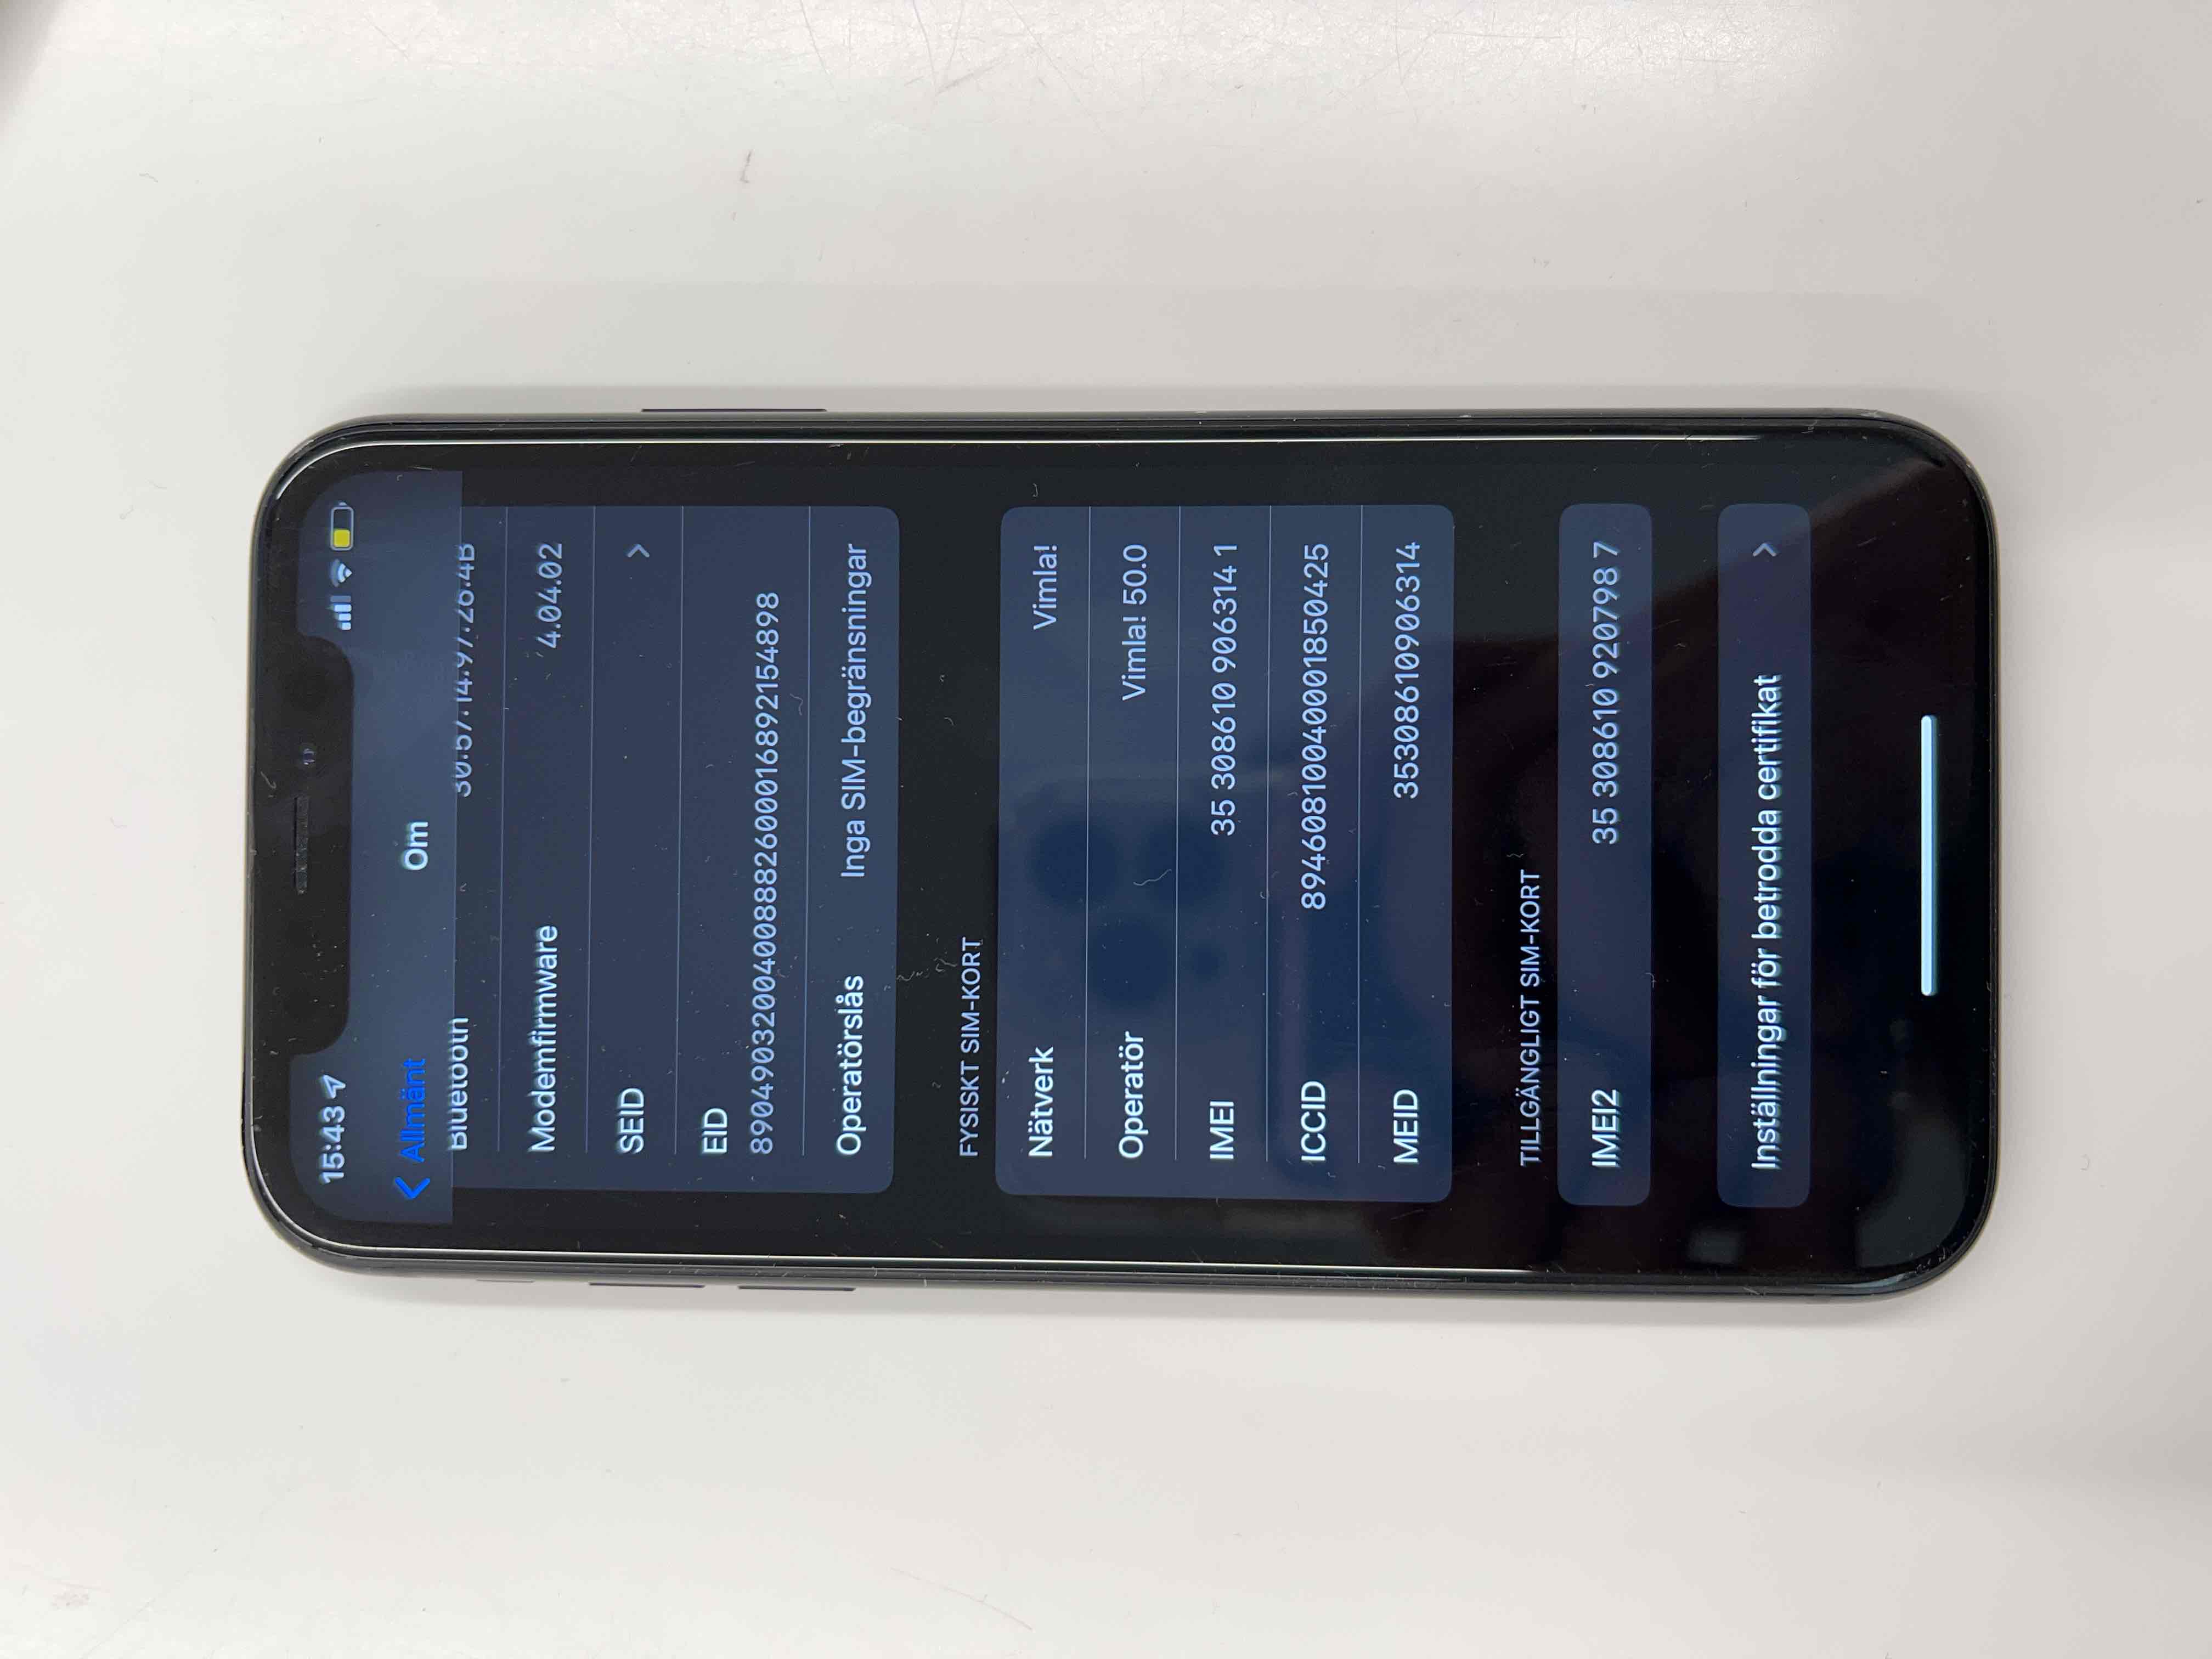 15:43
Allmänt
Om
Bluetooth 30:57:14:97:26:4B
Modemfirmware 4.04.02
SEID
EID
89049032004008882600016892154898
Operatörslås Inga SIM-begränsningar
FYSISKT SIM-KORT
Nätverk Vimla!
Operatör Vimla! 50.0
IMEI 35 308610 906314 1
ICCID 89460810040001850425
MEID 35308610906314
TILLGÄNGLIGT SIM-KORT
IMEI2 35 308610 920798 7
Inställningar för betrodda certifikat